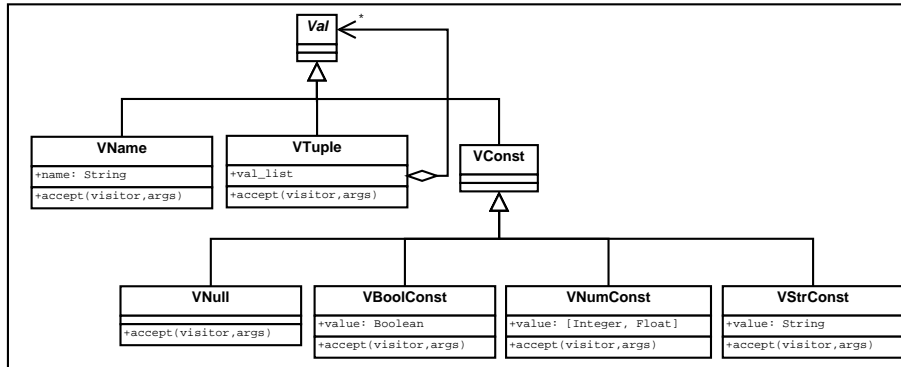 Val
*
VName
+name: String
+accept(visitor,args)
VTuple
+val_list
+accept(visitor,args)
VConst
VNull
+accept(visitor,args)
VBoolConst
+value: Boolean
+accept(visitor,args)
VNumConst
+value: [Integer, Float]
+accept(visitor,args)
VStrConst
+value: String
+accept(visitor,args)